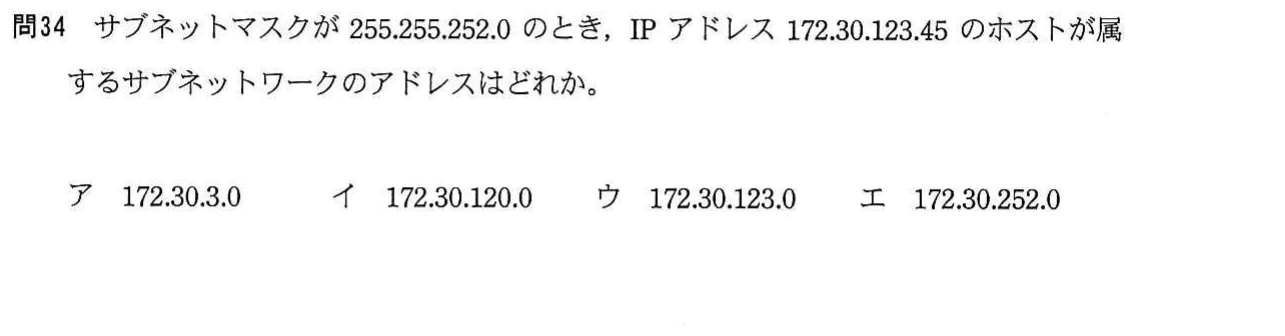 問34 サブネットマスクが 255.255.252.0 のとき，IP アドレス 172.30.123.45 のホストが属
するサブネットワークのアドレスはどれか。
ア 172.30.3.0 イ 172.30.120.0 ウ 172.30.123.0 エ 172.30.252.0